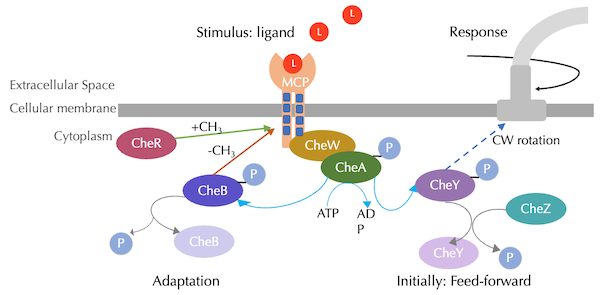 L
L
Stimulus: ligand
Response
L
MCP
Extracellular Space
Cellular membrane
Cytoplasm
+CH3
CheR
-CH3
CheW
CW rotation
P
CheA
P
P
CheB
CheY
CheZ
ATP
AD
P
P
CheB
CheY
P
Adaptation
Initially: Feed-forward